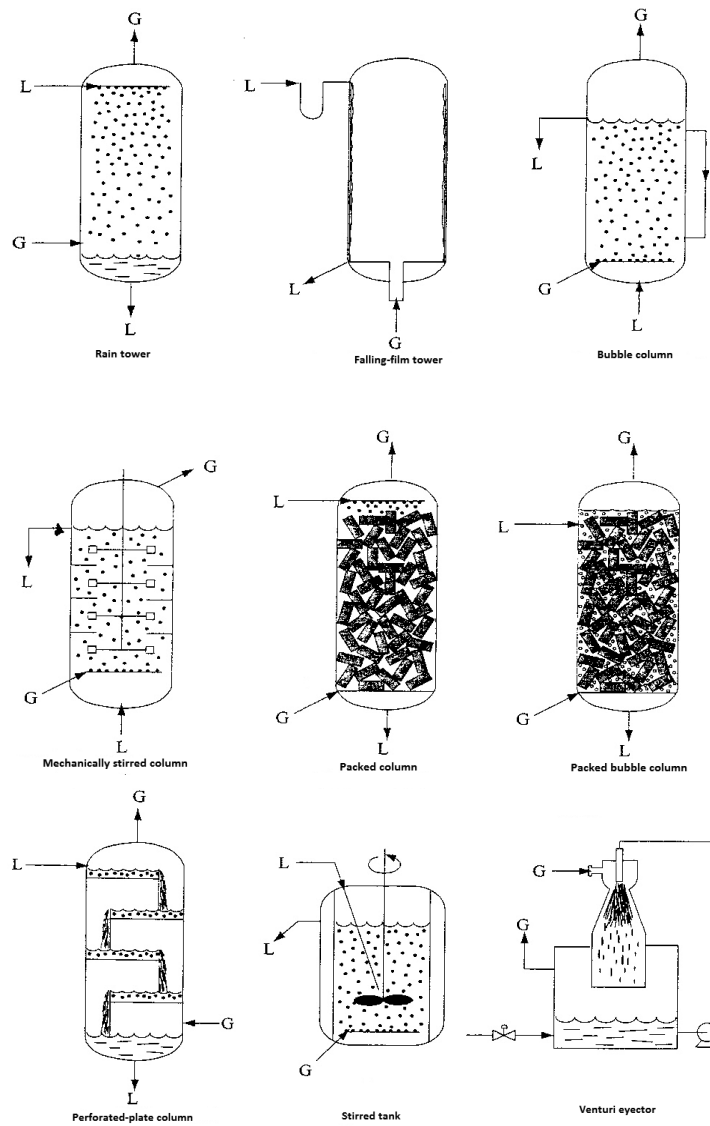 G
L
G
L
Rain tower
L
L
G
Falling-film tower
G
L
G
L
Bubble column
G
L
G
L
Mechanically stirred column
G
L
G
L
Packed column
G
L
G
L
Packed bubble column
G
L
G
L
Perforated-plate column
L
L
G
Stirred tank
G
G
Venturi eyector